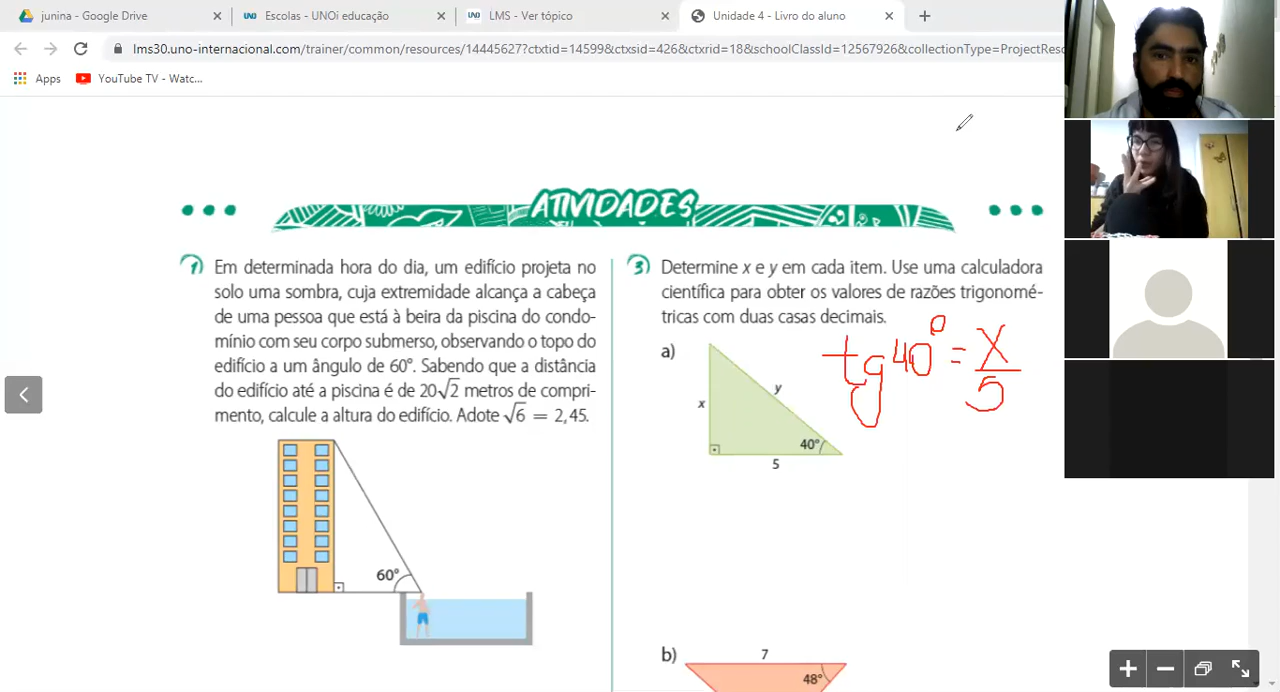 junina - Google Drive
UNO Escolas - UNOi educação
UNO LMS - Ver tópico
Unidade 4 - Livro do aluno
lms30.uno-internacional.com/trainer/common/resources/14445627?ctxtid=14599&ctxsid=426&ctxrid=18&schoolClassId=12567926&collectionType=ProjectReso
Apps
YouTube TV - Watc...
ATIVIDADES
1 Em determinada hora do dia, um edifício projeta no
solo uma sombra, cuja extremidade alcança a cabeça
de uma pessoa que está à beira da piscina do condo-
mínio com seu corpo submerso, observando o topo do
edifício a um ângulo de 60°. Sabendo que a distância
do edifício até a piscina é de 20√2 metros de compri-
mento, calcule a altura do edifício. Adote √6 = 2,45.
60°
3 Determine x e y em cada item. Use uma calculadora
científica para obter os valores de razões trigonomé-
tricas com duas casas decimais.
a)
x
y
40°
5
tg 40° = x/5
b)
7
48°